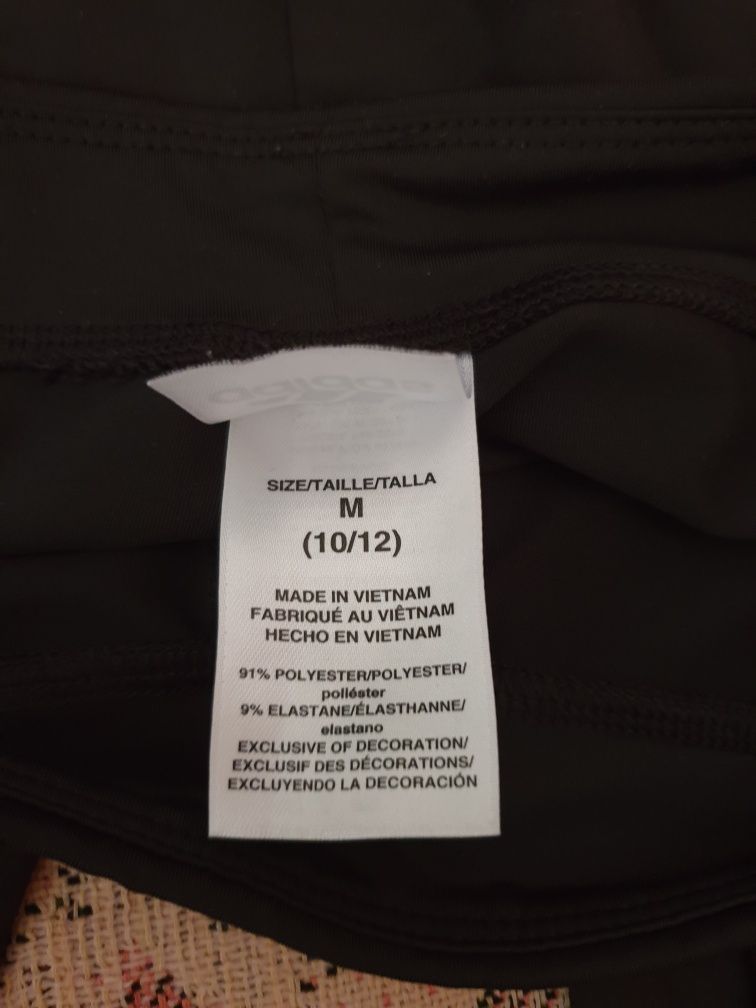 adidas
SIZE/TAILLE/TALLA
M
(10/12)
MADE IN VIETNAM
FABRIQUÉ AU VIÊTNAM
HECHO EN VIETNAM
91% POLYESTER/POLYESTER/
poliéster
9% ELASTANE/ÉLASTHANNE/
elastano
EXCLUSIVE OF DECORATION/
EXCLUSIF DES DÉCORATIONS/
EXCLUYENDO LA DECORACIÓN